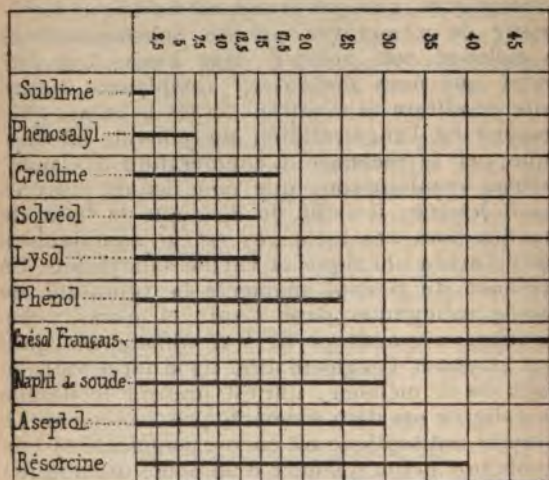 2,5 5 7,5 10 12,5 15 17,5 20 25 30 35 40 45
Sublimé
Phénosalyl
Créoline
Solvéol
Lysol
Phénol
Crésol Français
Napht de soude
Aseptol
Résorcine